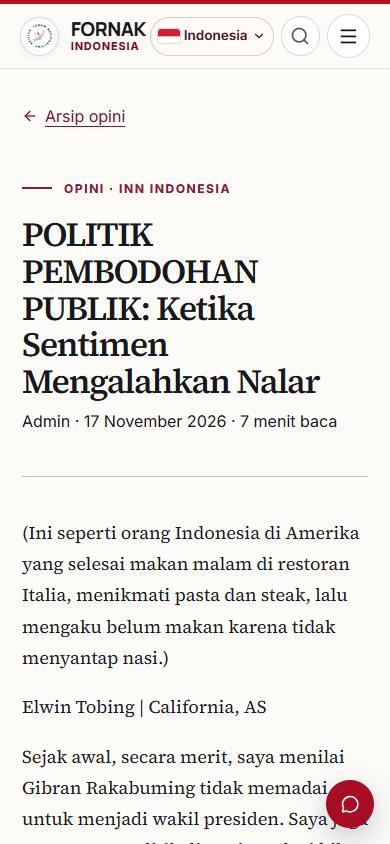 FORNAK
INDONESIA
Indonesia
Arsip opini
OPINI · INN INDONESIA
POLITIK
PEMBODOHAN
PUBLIK: Ketika
Sentimen
Mengalahkan Nalar
Admin · 17 November 2026 · 7 menit baca
(Ini seperti orang Indonesia di Amerika
yang selesai makan malam di restoran
Italia, menikmati pasta dan steak, lalu
mengaku belum makan karena tidak
menyantap nasi.)
Elwin Tobing | California, AS
Sejak awal, secara merit, saya menilai
Gibran Rakabuming tidak memadai
untuk menjadi wakil presiden. Saya